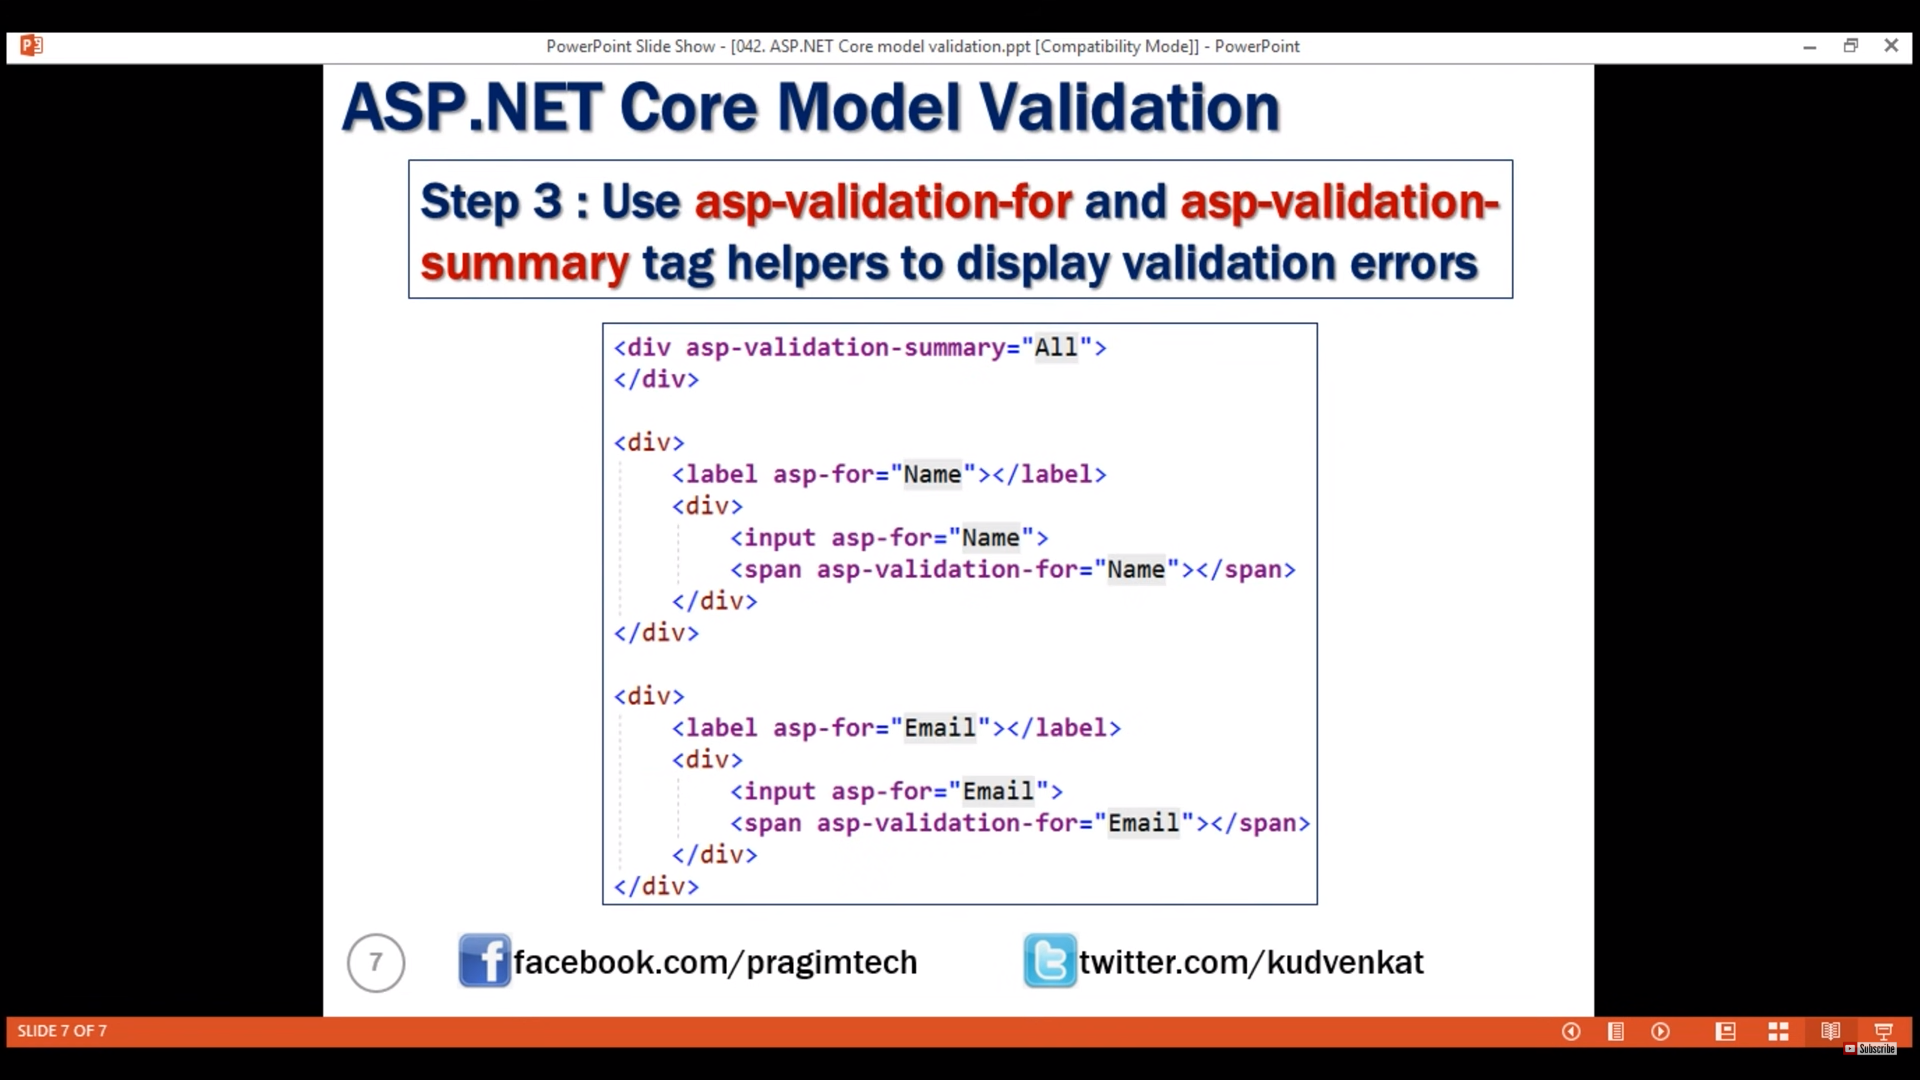 PowerPoint Slide Show - [042. ASP.NET Core model validation.ppt [Compatibility Mode]] - PowerPoint
ASP.NET Core Model Validation
Step 3 : Use asp-validation-for and asp-validation-
summary tag helpers to display validation errors
<div asp-validation-summary="All">
</div>
<div>
<label asp-for="Name"></label>
<div>
<input asp-for="Name">
<span asp-validation-for="Name"></span>
</div>
</div>
<div>
<label asp-for="Email"></label>
<div>
<input asp-for="Email">
<span asp-validation-for="Email"></span>
</div>
</div>
7
facebook.com/pragimtech
twitter.com/kudvenkat
SLIDE 7 OF 7
Subscribe